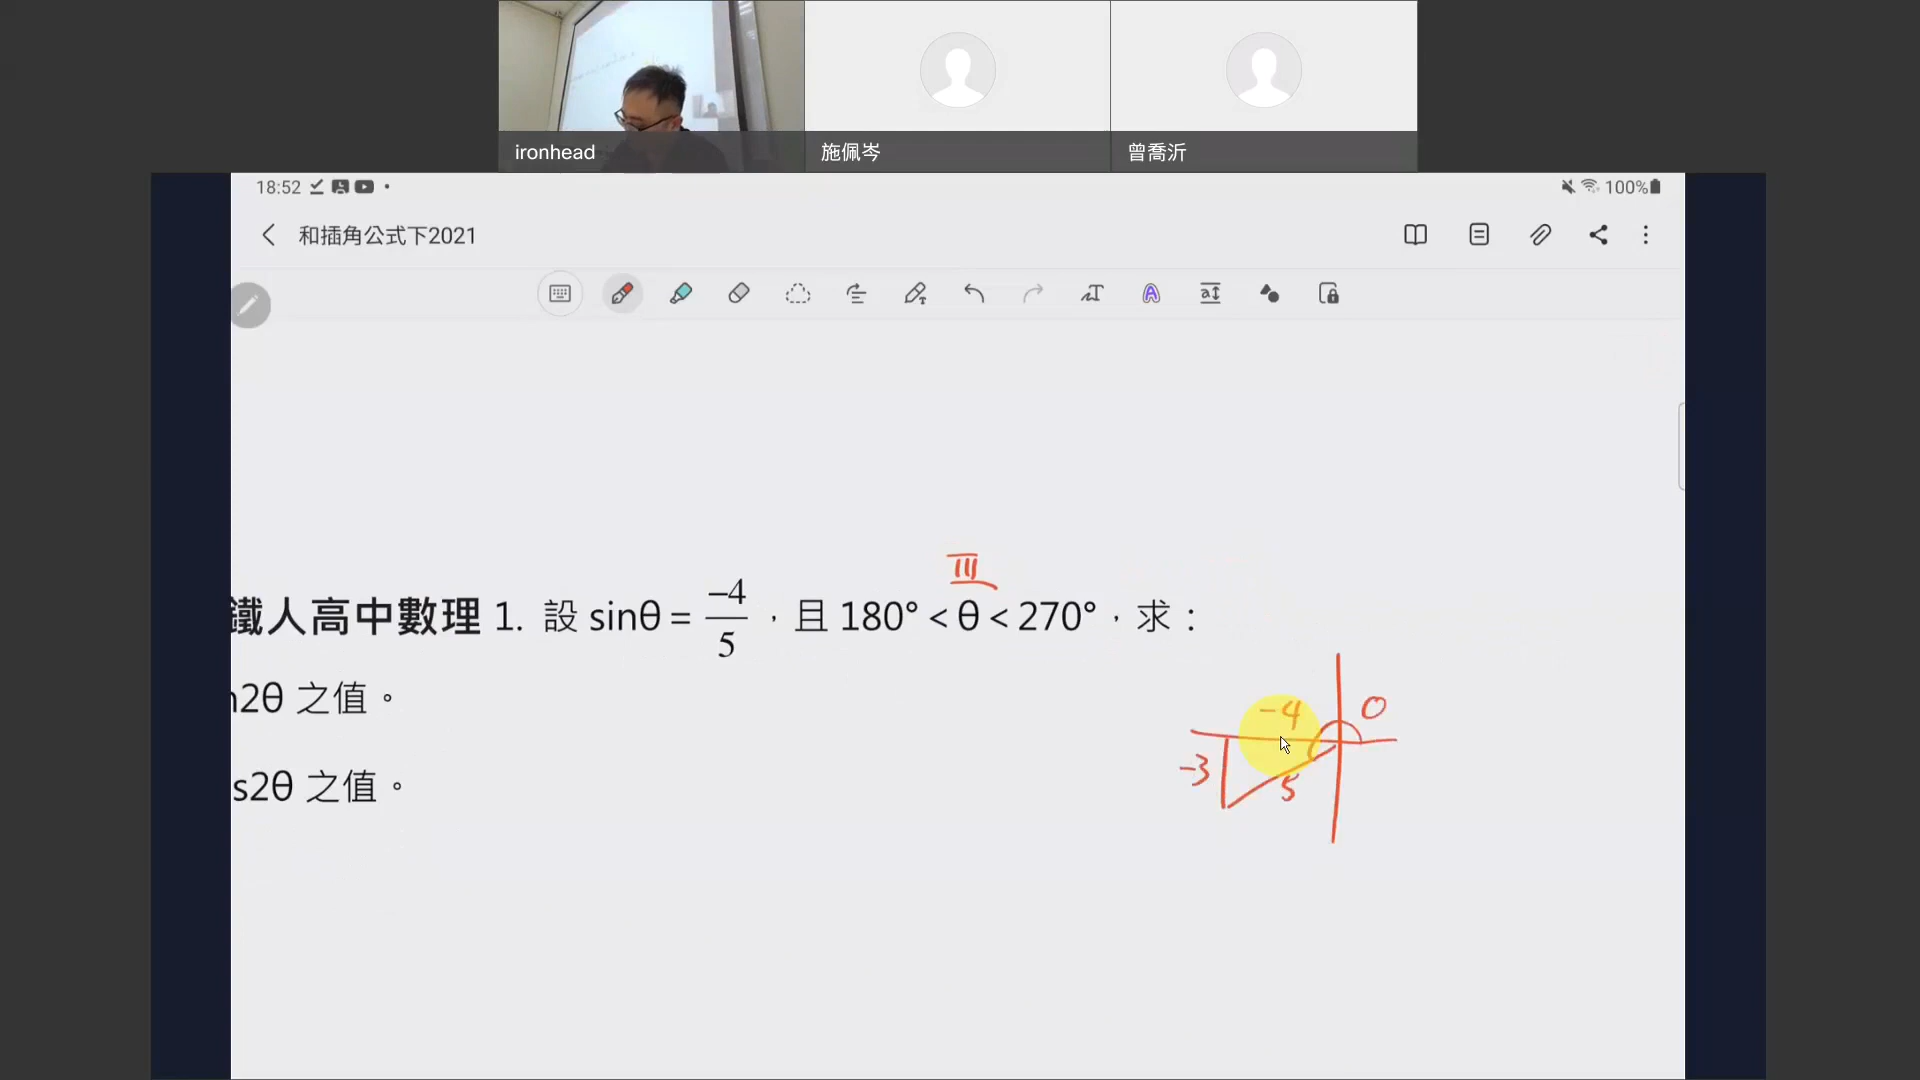 ironhead
施佩岑
曾喬沂
18:52
100%
和插角公式下2021
III
鐵人高中數理 1. 設 sinθ = -4/5,且 180° < θ < 270°,求:
n2θ 之值。
s2θ 之值。
-4
0
-3
5